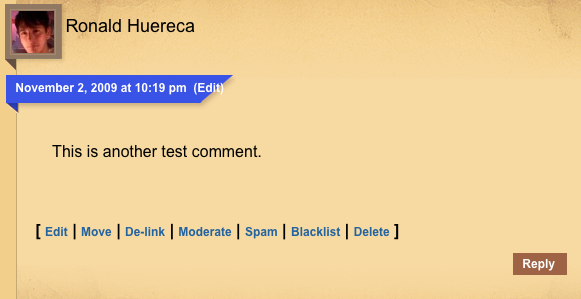 Ronald Huereca
November 2, 2009 at 10:19 pm (Edit)
This is another test comment.
[ Edit | Move | De-link | Moderate | Spam | Blacklist | Delete ]
Reply